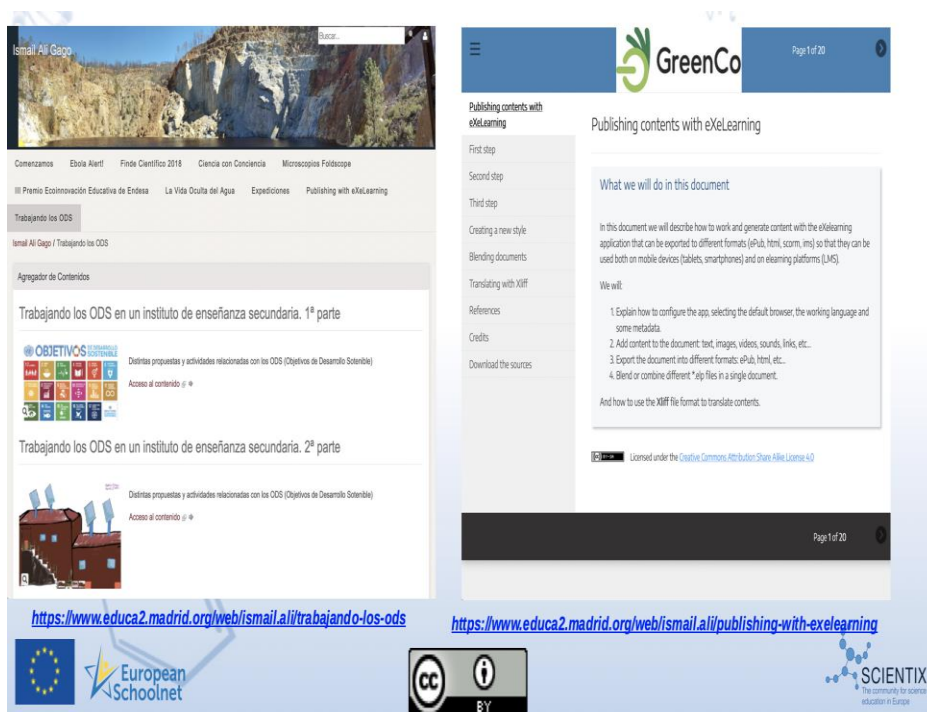 Ismail Ali Gago
Buscar...
Comenzamos Ebola Alert! Finde Científico 2018 Ciencia con Conciencia Microscopios Foldscope
Premio Ecoinnovación Educativa de Endesa La Vida Oculta del Agua Expediciones Publishing with eXeLearning
Trabajando los ODS
Ismail Ali Gago / Trabajando los ODS
Agregador de Contenidos
Trabajando los ODS en un instituto de enseñanza secundaria. 1ª parte
OBJETIVOS DE DESARROLLO SOSTENIBLE
Distintas propuestas y actividades relacionadas con los ODS (Objetivos de Desarrollo Sotenible)
Acceso al contenido
Trabajando los ODS en un instituto de enseñanza secundaria. 2ª parte
Distintas propuestas y actividades relacionadas con los ODS (Objetivos de Desarrollo Sotenible)
Acceso al contenido
https://www.educa2.madrid.org/web/ismail.ali/trabajando-los-ods
GreenCo
Page 1 of 20
Publishing contents with
eXeLearning
First step
Second step
Third step
Creating a new style
Blending documents
Translating with Xliff
References
Credits
Download the sources
Publishing contents with eXeLearning
What we will do in this document
In this document we will describe how to work and generate content with the eXelearning
application that can be exported to different formats (ePub, html, scorm, ims) so that they can be
used both on mobile devices (tablets, smartphones) and on elearning platforms (LMS).
We will:
1. Explain how to configure the app, selecting the default browser, the working language and
some metadata.
2. Add content to the document: text, images, videos, sounds, links, etc...
3. Export the document into different formats: ePub, html, etc...
4. Blend or combine different *.elp files in a single document.
And how to use the Xliff file format to translate contents.
Licensed under the Creative Commons Attribution Share Alike License 4.0
Page 1 of 20
https://www.educa2.madrid.org/web/ismail.ali/publishing-with-exelearning
European
Schoolnet
cc
BY
SCIENTIX
The community for science
education in Europe